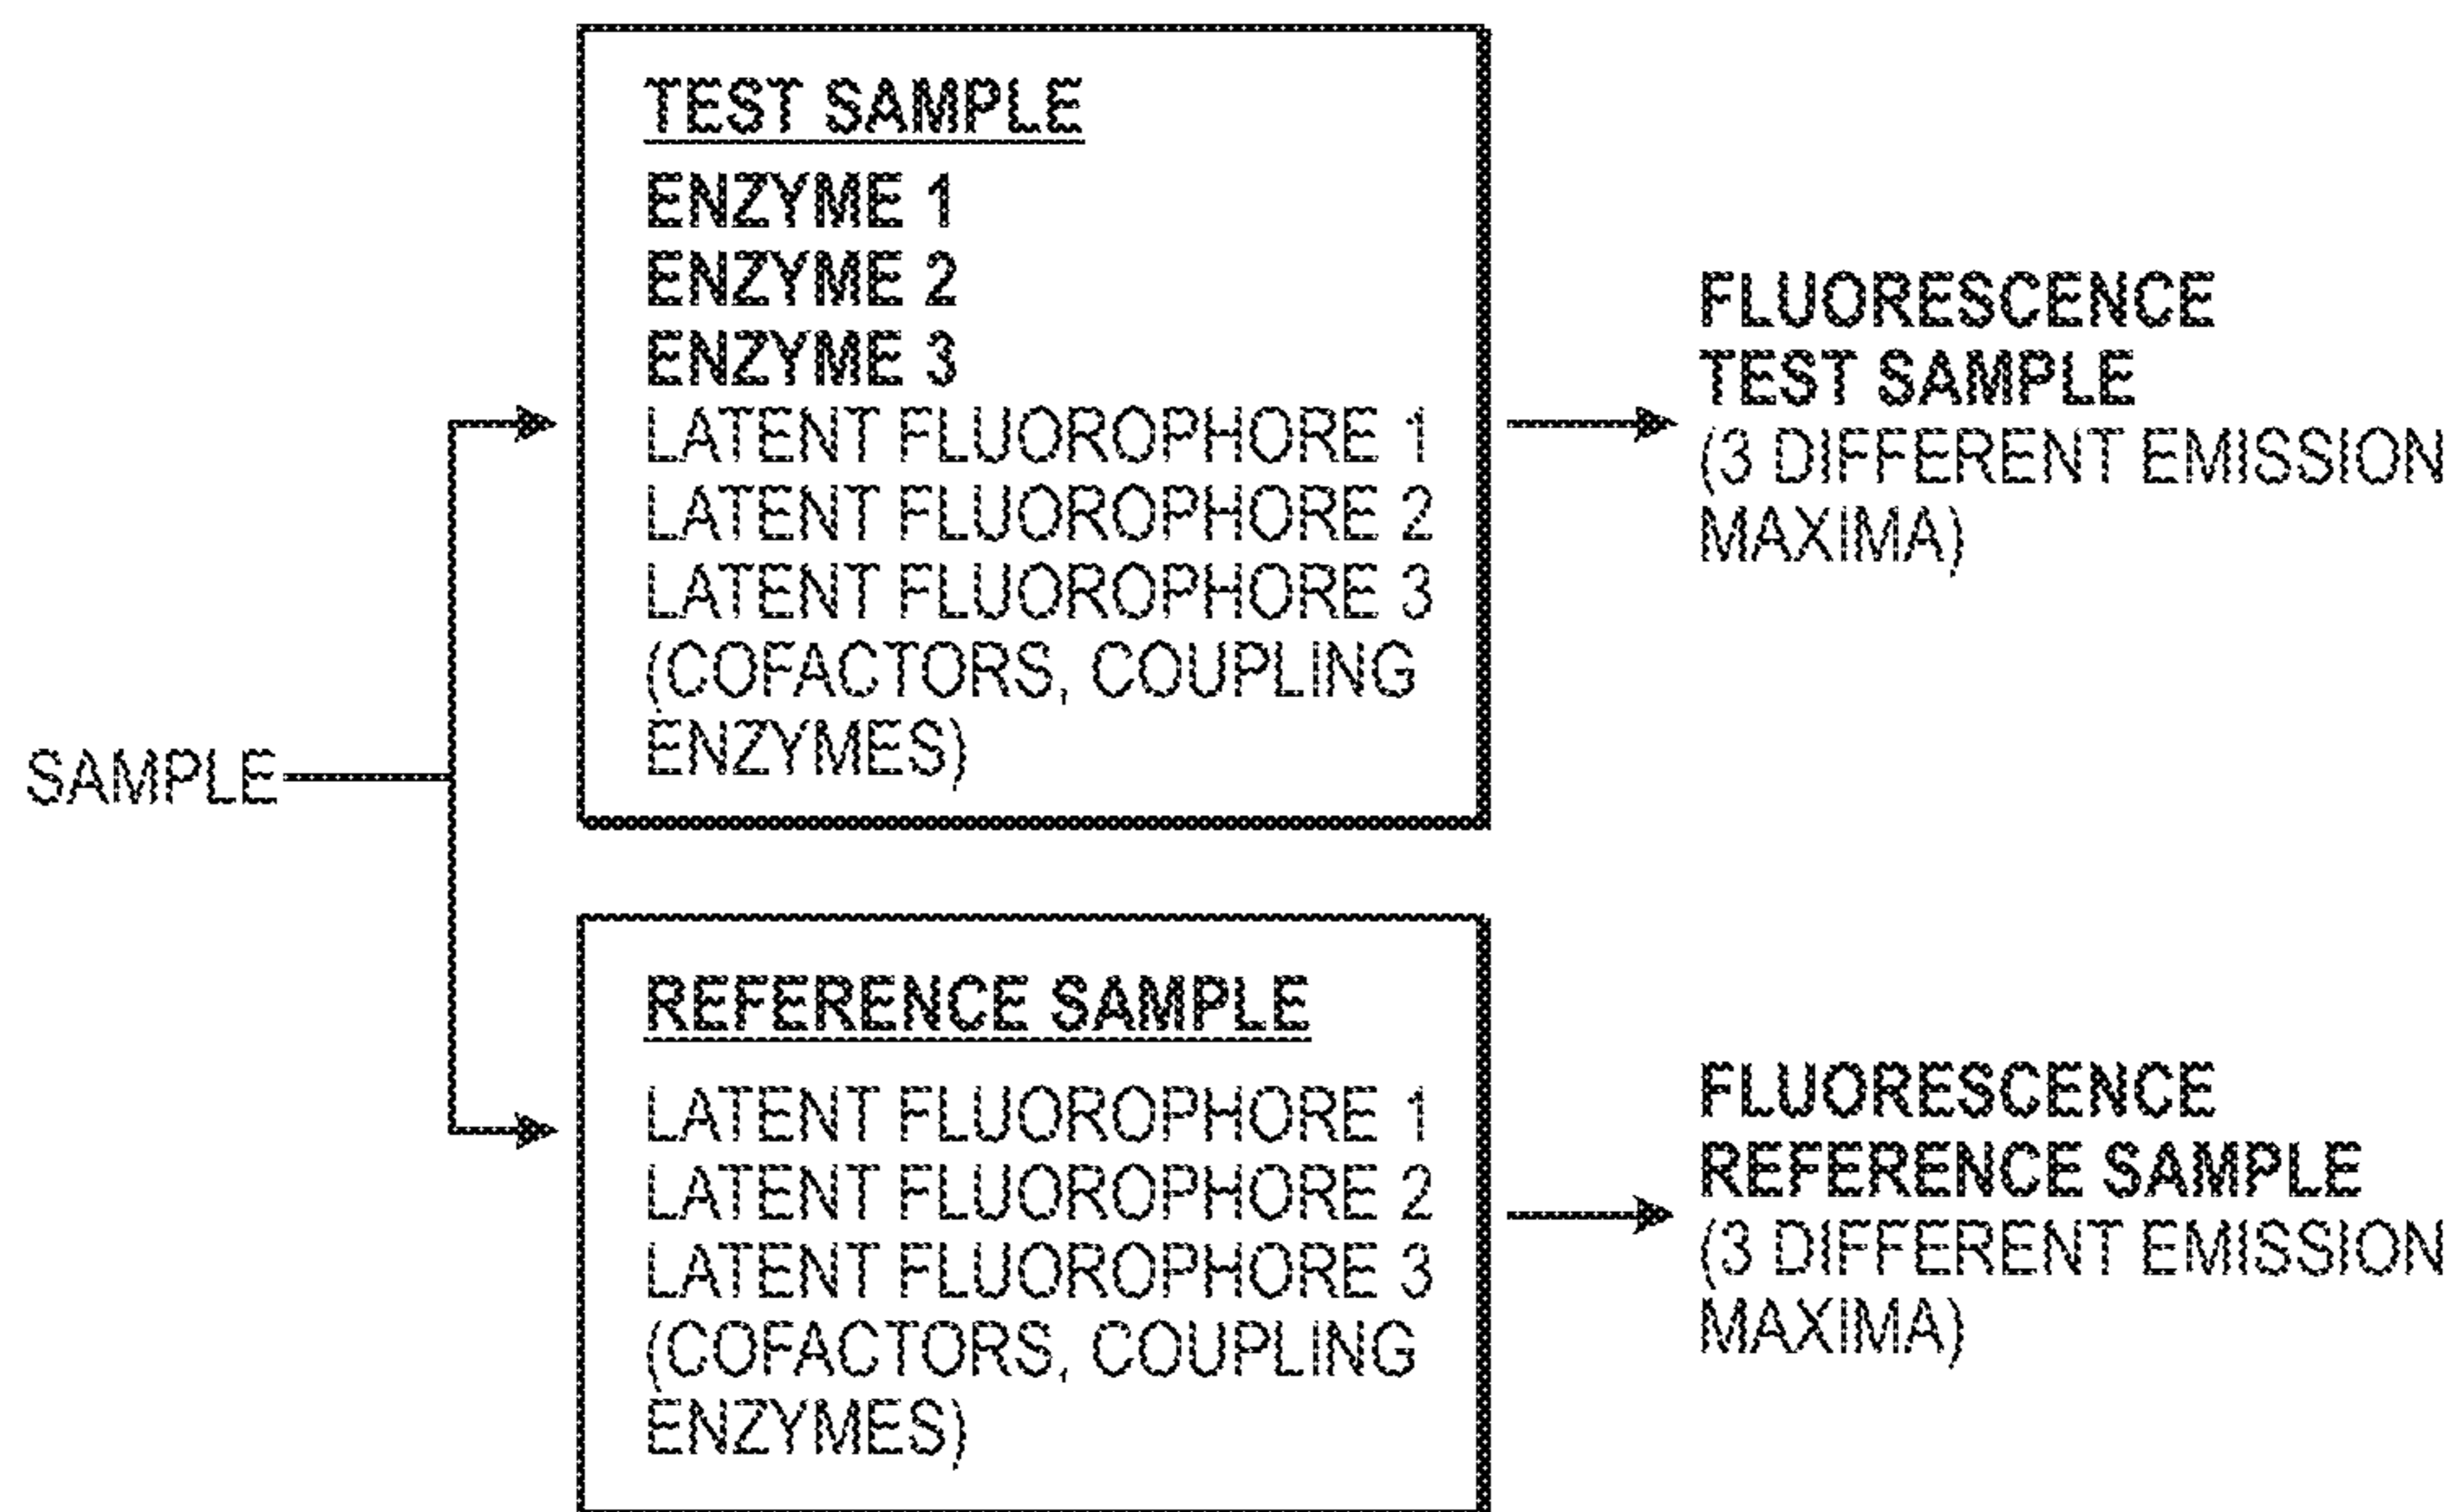 SAMPLE
TEST SAMPLE
ENZYME 1
ENZYME 2
ENZYME 3
LATENT FLUOROPHORE 1
LATENT FLUOROPHORE 2
LATENT FLUOROPHORE 3
(COFACTORS, COUPLING
ENZYMES)
FLUORESCENCE
TEST SAMPLE
(3 DIFFERENT EMISSION
MAXIMA)
REFERENCE SAMPLE
LATENT FLUOROPHORE 1
LATENT FLUOROPHORE 2
LATENT FLUOROPHORE 3
(COFACTORS, COUPLING
ENZYMES)
FLUORESCENCE
REFERENCE SAMPLE
(3 DIFFERENT EMISSION
MAXIMA)